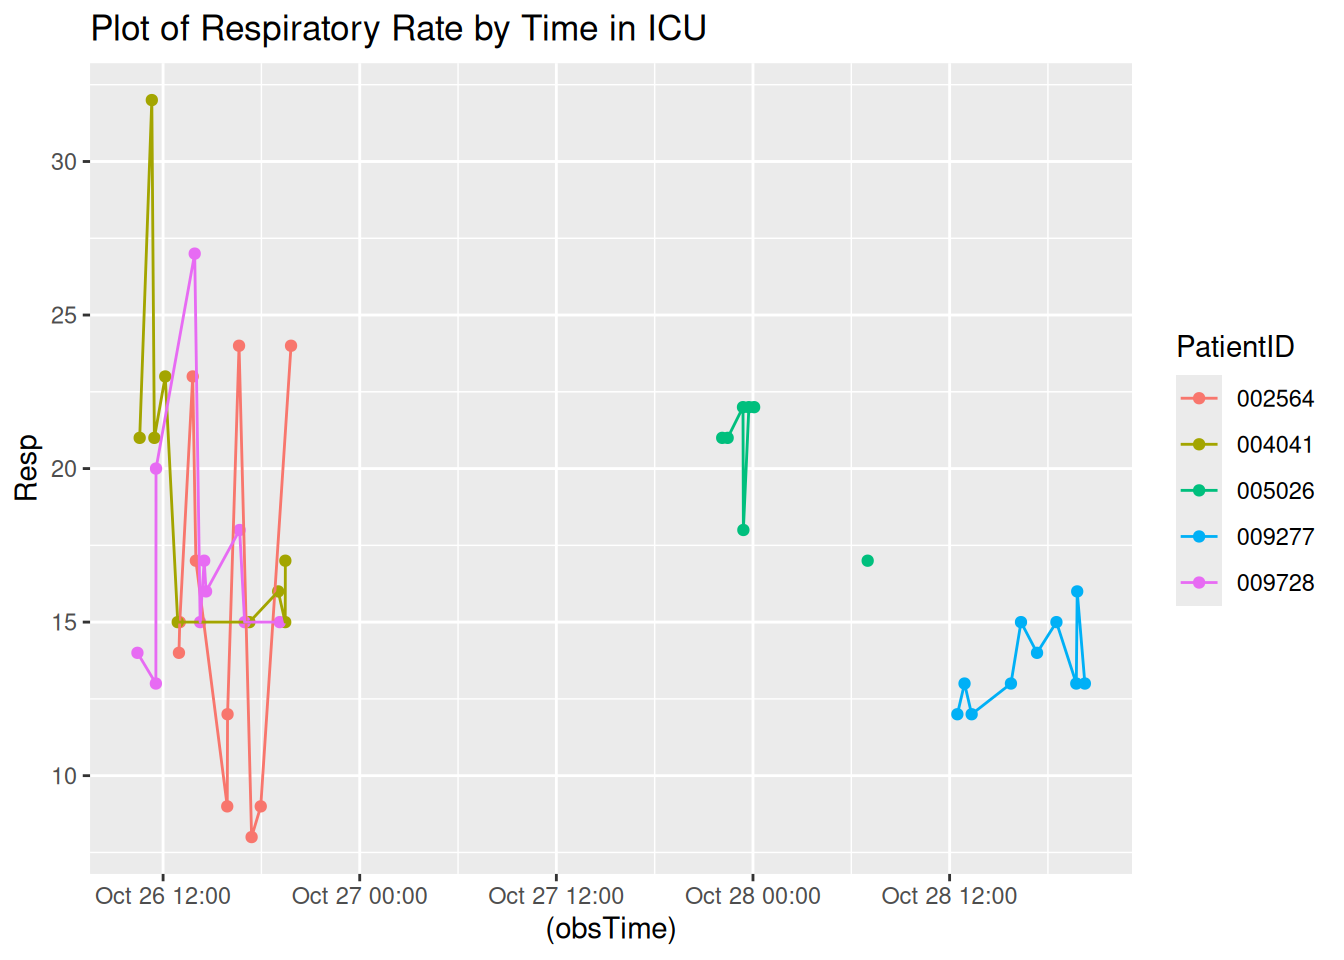 Plot of Respiratory Rate by Time in ICU
Resp
30
25
20
15
10
Oct 26 12:00 Oct 27 00:00 Oct 27 12:00 Oct 28 00:00 Oct 28 12:00
(obsTime)
PatientID
002564
004041
005026
009277
009728